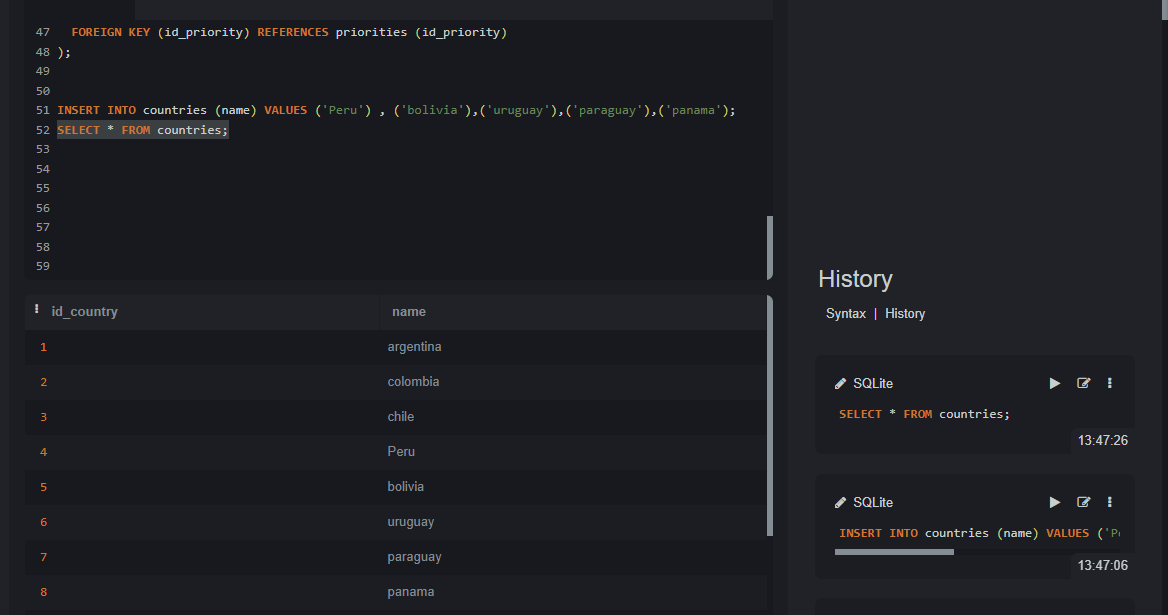 47 FOREIGN KEY (id_priority) REFERENCES priorities (id_priority)
48 );
49
50
51 INSERT INTO countries (name) VALUES ('Peru') , ('bolivia'),('uruguay'),('paraguay'),('panama');
52 SELECT * FROM countries;
53
54
55
56
57
58
59
id_country name
1 argentina
2 colombia
3 chile
4 Peru
5 bolivia
6 uruguay
7 paraguay
8 panama
History
Syntax | History
SQLite
SELECT * FROM countries;
13:47:26
SQLite
INSERT INTO countries (name) VALUES ('P
13:47:06